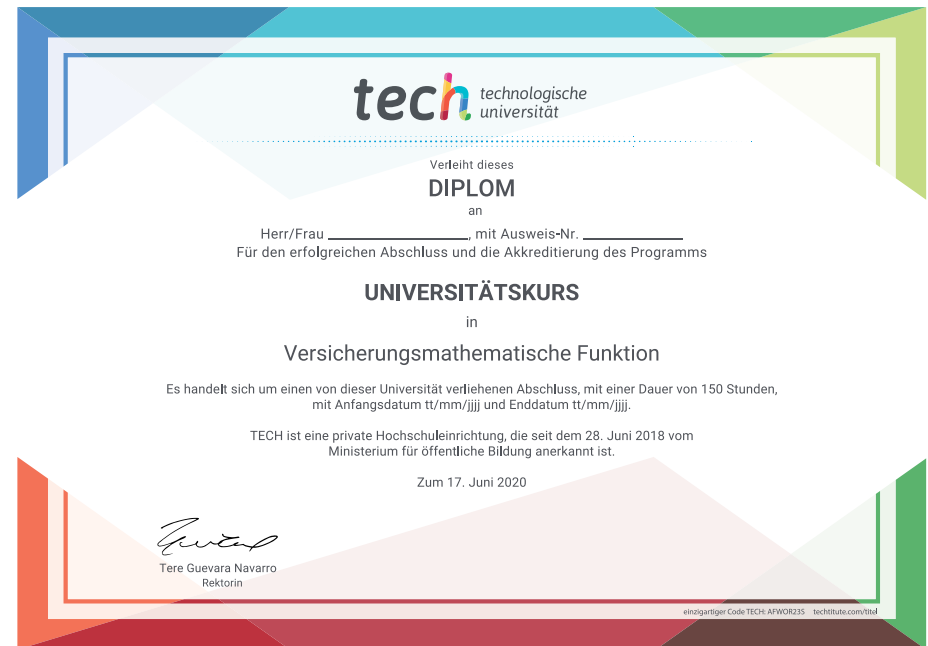 tech technologische
universität
Verleiht dieses
DIPLOM
an
Herr/Frau ____________________, mit Ausweis-Nr. ______________
Für den erfolgreichen Abschluss und die Akkreditierung des Programms
UNIVERSITÄTSKURS
in
Versicherungsmathematische Funktion
Es handelt sich um einen von dieser Universität verliehenen Abschluss, mit einer Dauer von 150 Stunden,
mit Anfangsdatum tt/mm/jjjj und Enddatum tt/mm/jjjj.
TECH ist eine private Hochschuleinrichtung, die seit dem 28. Juni 2018 vom
Ministerium für öffentliche Bildung anerkannt ist.
Zum 17. Juni 2020
Tere Guevara Navarro
Rektorin
einzigartiger Code TECH: AFWOR23S techtitute.com/titel